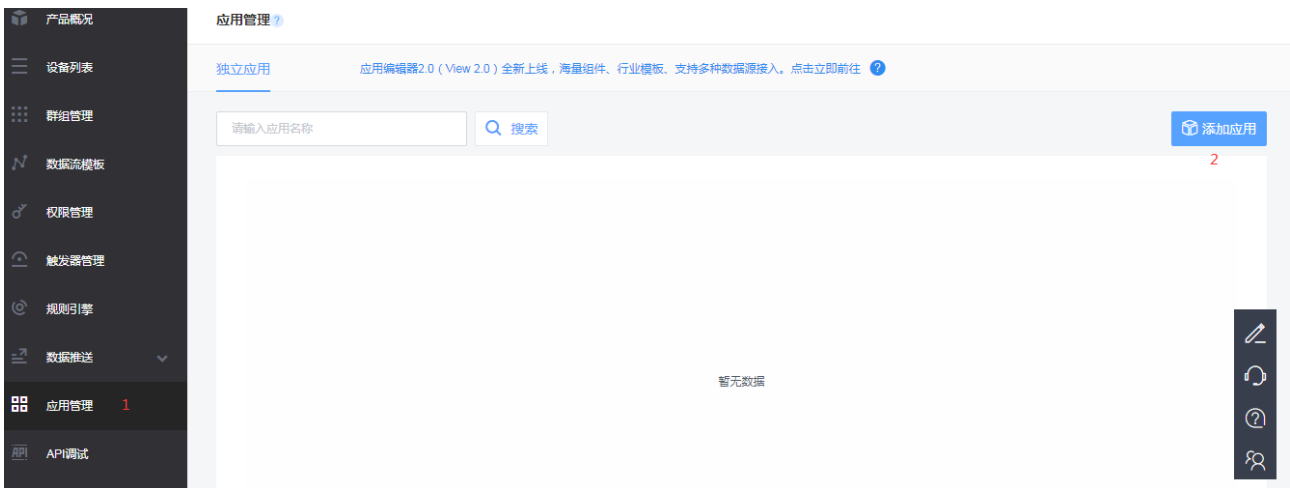 产品概况
设备列表
群组管理
数据流模板
权限管理
触发器管理
规则引擎
数据推送
应用管理 1
API API调试
应用管理 ?
独立应用 应用编辑器2.0 ( View 2.0 ) 全新上线，海量组件、行业模板、支持多种数据源接入。点击立即前往 ?
请输入应用名称 搜索 添加应用
2
暂无数据